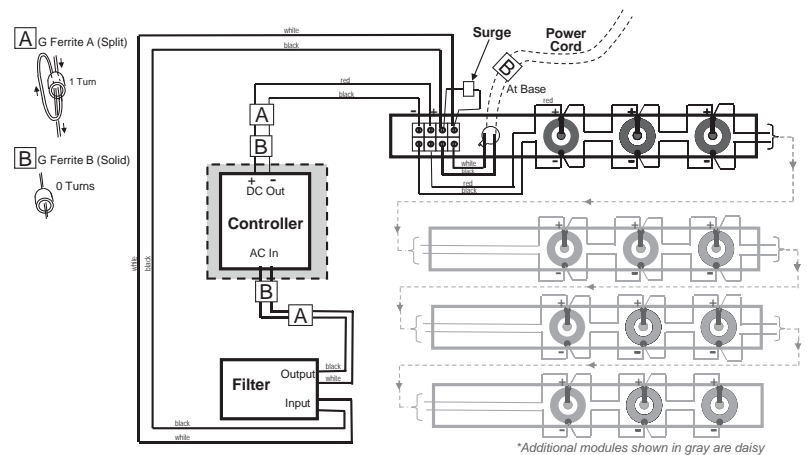 A G Ferrite A (Split)
1 Turn
B G Ferrite B (Solid)
0 Turns
white
black
red
black
A
B
+ -
DC Out
Controller
AC In
B
A
Filter
Output
Input
black
white
black
white
white
black
Surge
Power
Cord
B
At Base
- +
red
+ + +
- - -
white
black
red
black
+ + +
- - -
+ + +
- - -
+ + +
- - -
*Additional modules shown in gray are daisy